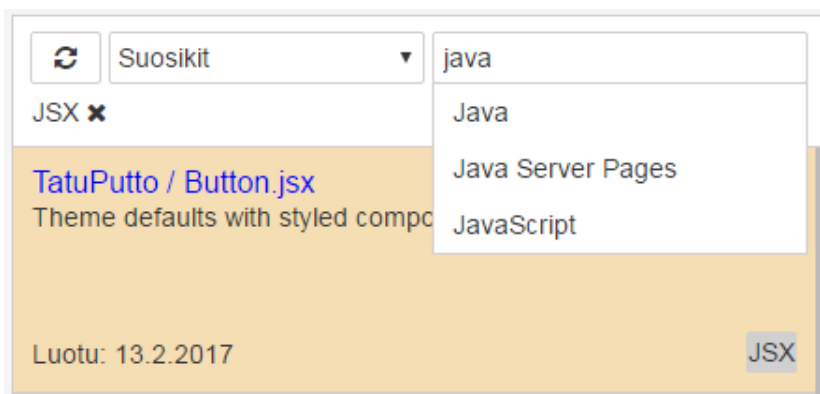 Suosikit
java
JSX
Java
Java Server Pages
JavaScript
TatuPutto / Button.jsx
Theme defaults with styled compo
Luotu: 13.2.2017
JSX